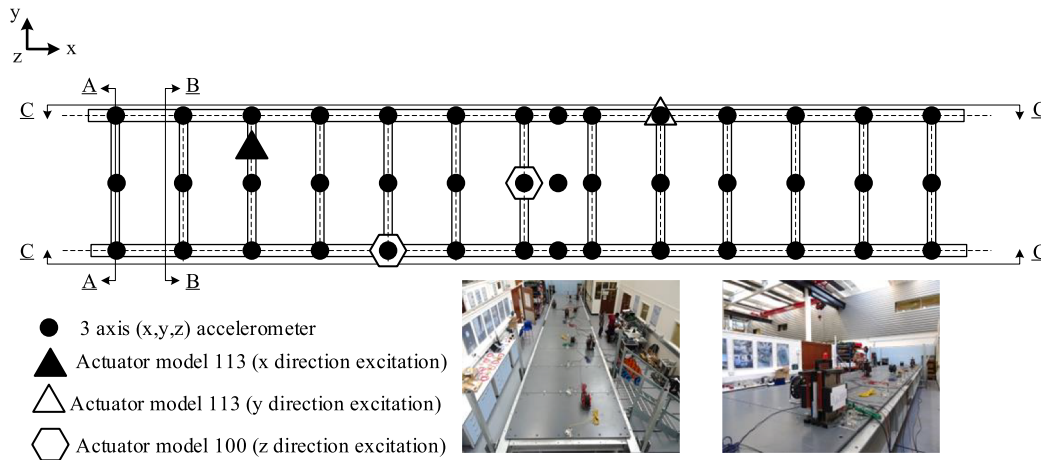 y
z
x
A
B
C
C
C
C
A
B
3 axis (x,y,z) accelerometer
Actuator model 113 (x direction excitation)
Actuator model 113 (y direction excitation)
Actuator model 100 (z direction excitation)